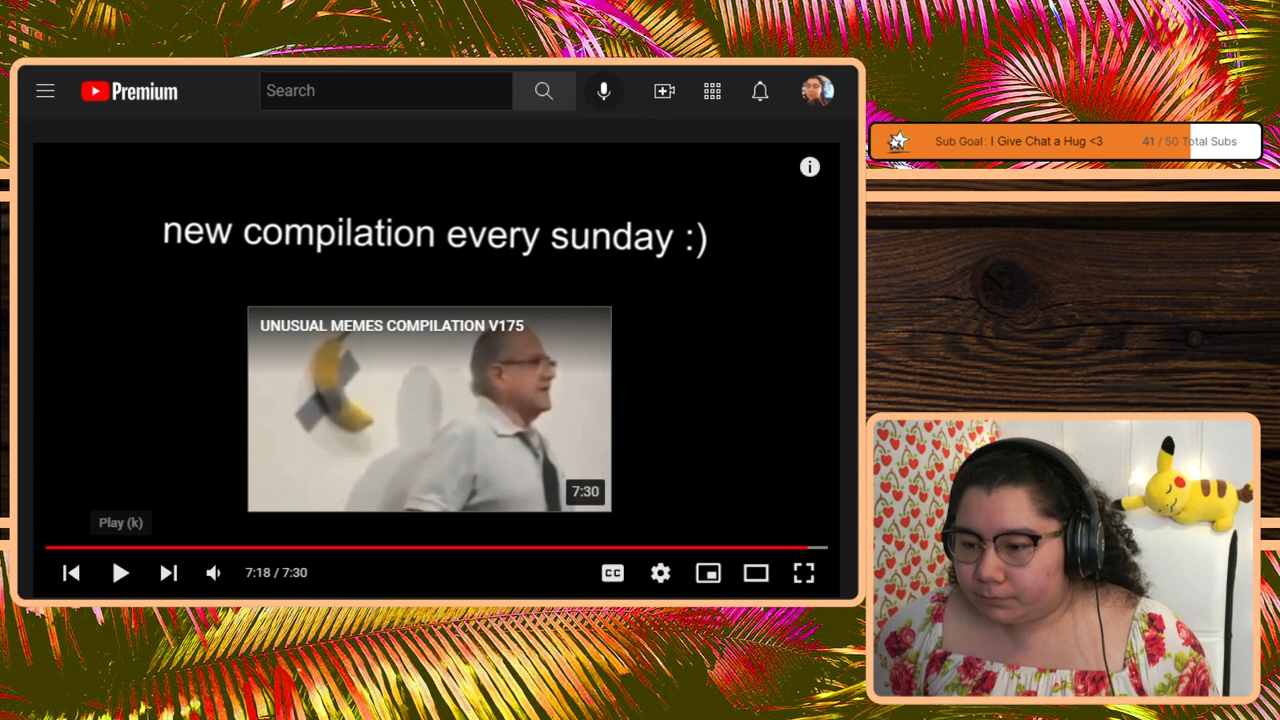 Premium
Search
Sub Goal: I Give Chat a Hug <3 41 / 50 Total Subs
new compilation every sunday :)
UNUSUAL MEMES COMPILATION V175
7:30
Play (k)
7:18 / 7:30
CC